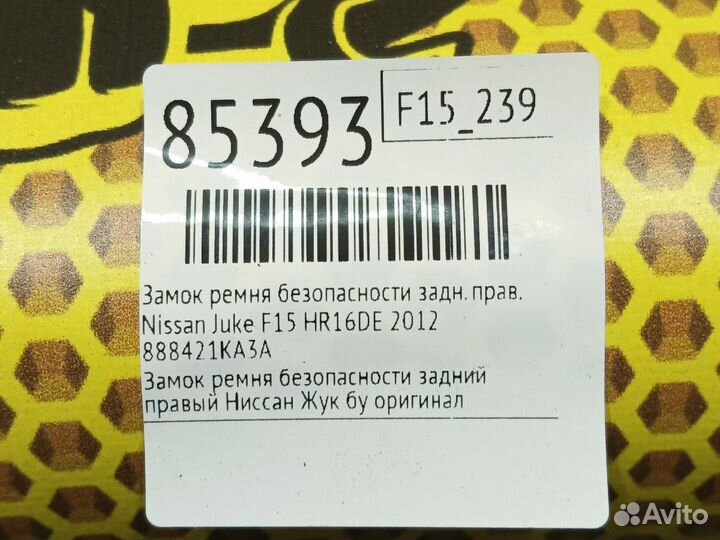 85393
F15_239
Замок ремня безопасности задн. прав.
Nissan Juke F15 HR16DE 2012
888421KA3A
Замок ремня безопасности задний
правый Ниссан Жук бу оригинал
Avito